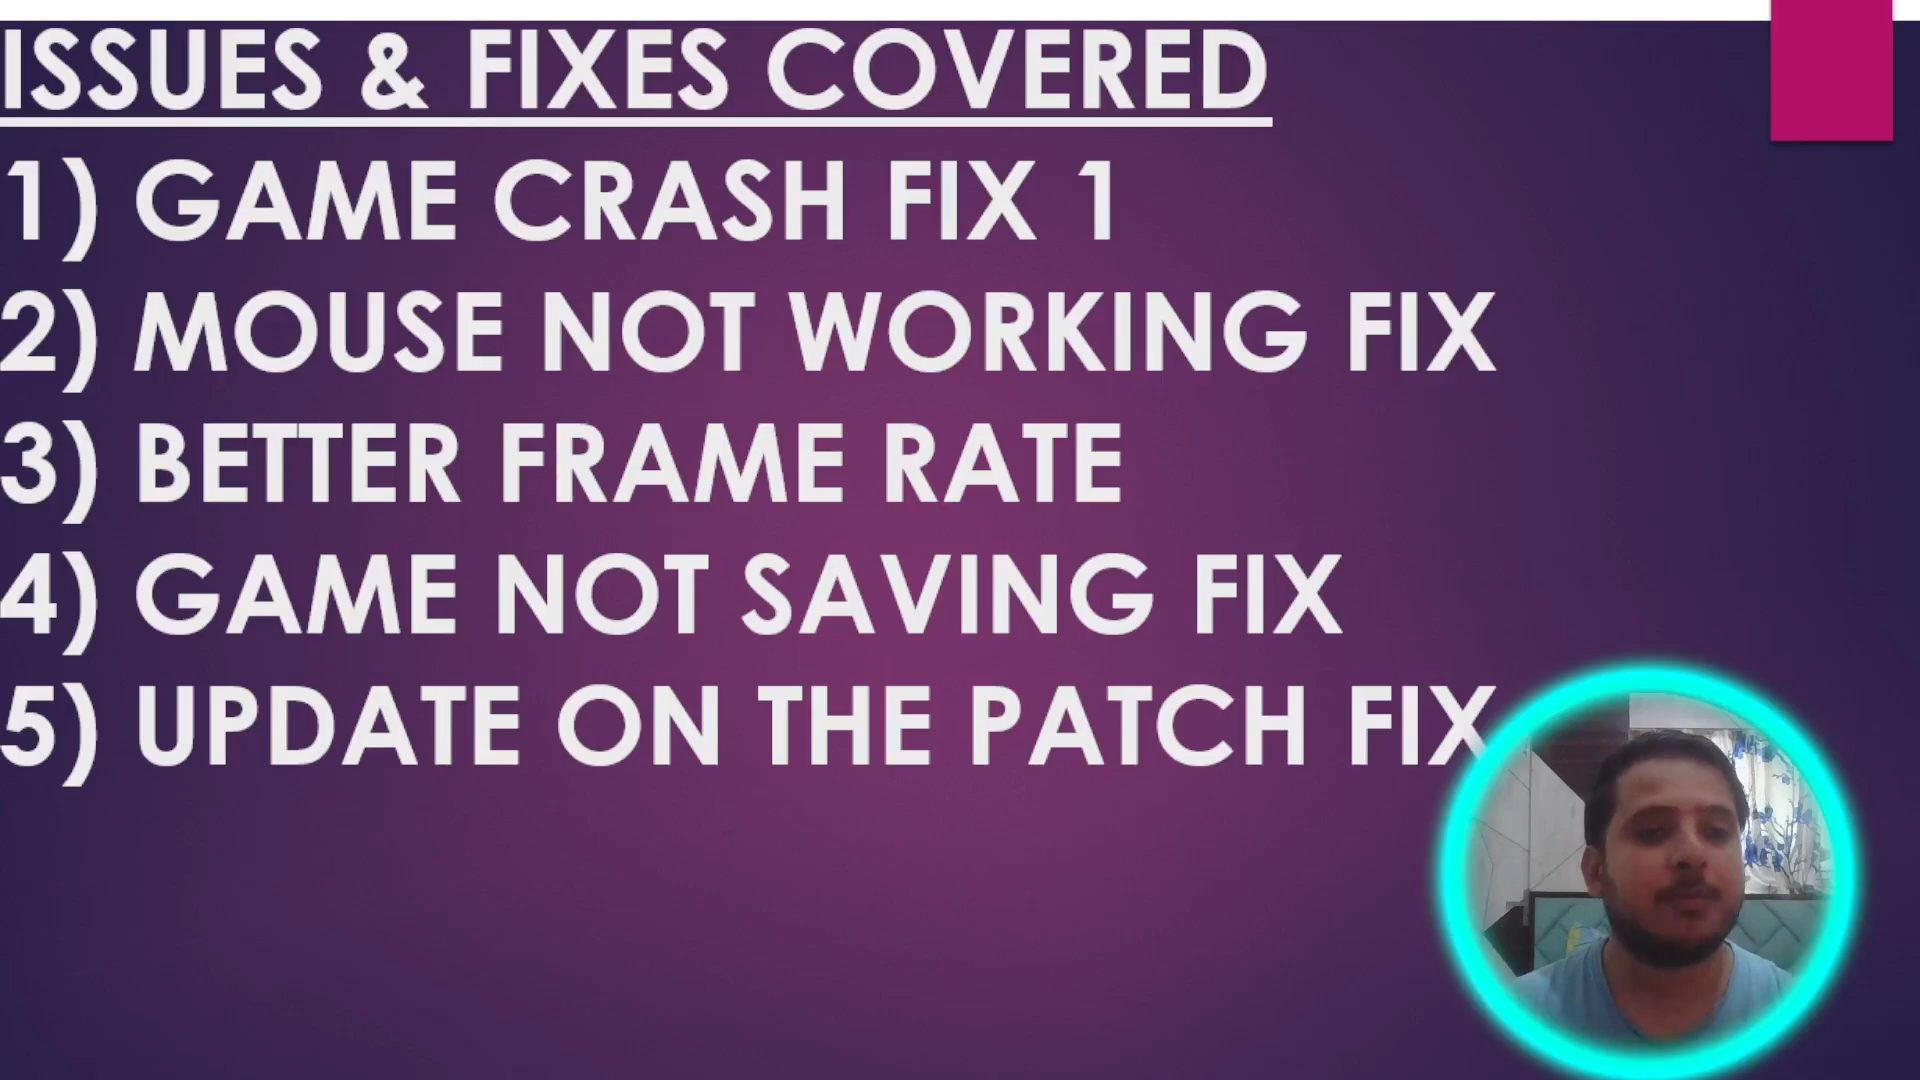 ISSUES & FIXES COVERED
1) GAME CRASH FIX 1
2) MOUSE NOT WORKING FIX
3) BETTER FRAME RATE
4) GAME NOT SAVING FIX
5) UPDATE ON THE PATCH FIX